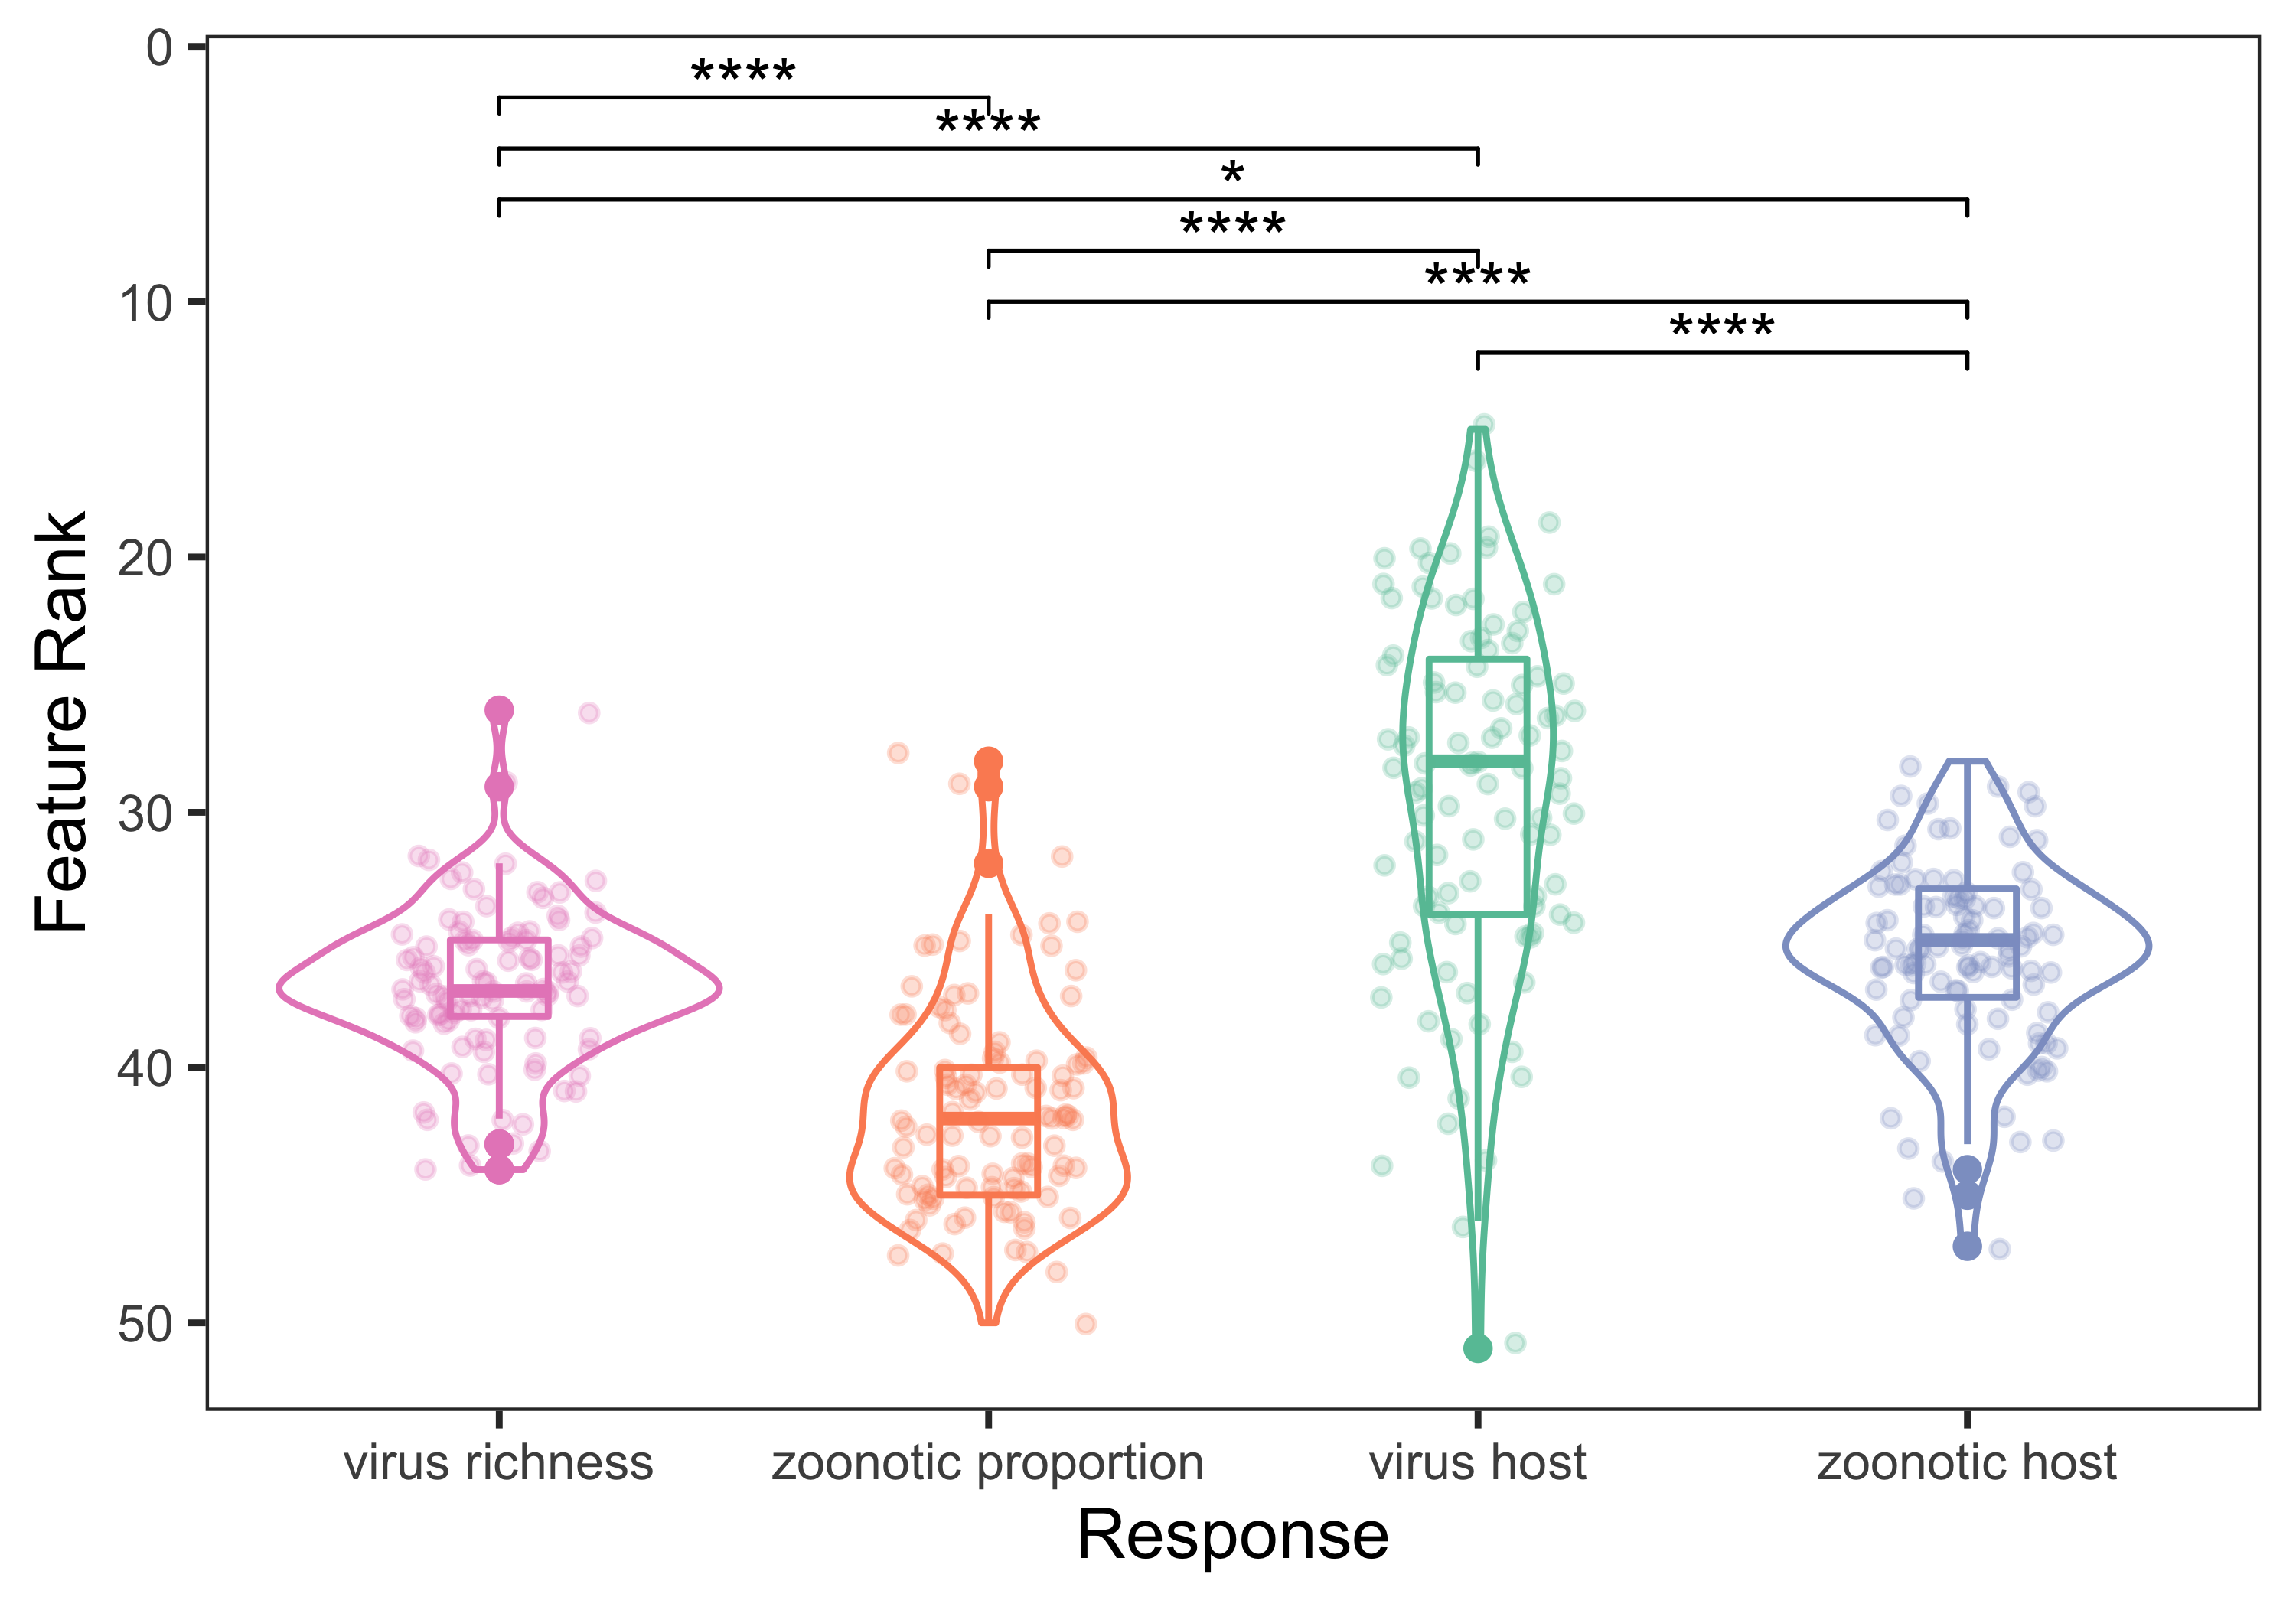 Feature Rank
0
10
20
30
40
50
****
****
*
****
****
****
virus richness
zoonotic proportion
virus host
zoonotic host
Response